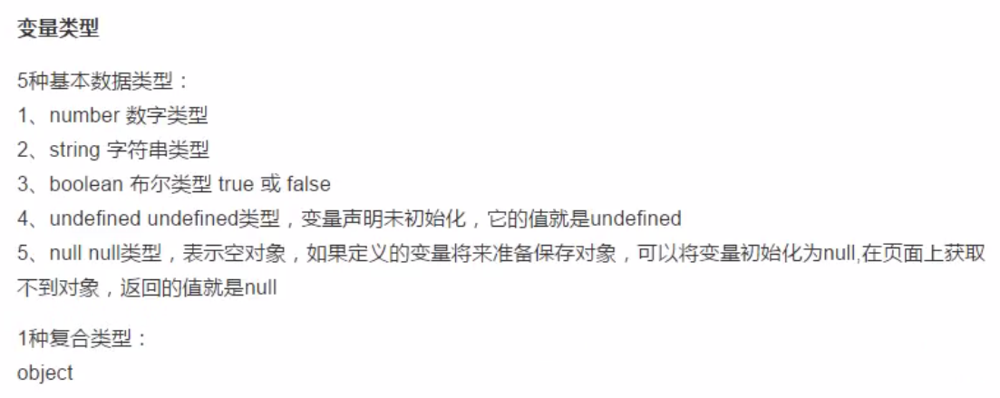 变量类型
5种基本数据类型：
1、number 数字类型
2、string 字符串类型
3、boolean 布尔类型 true 或 false
4、undefined undefined类型，变量声明未初始化，它的值就是undefined
5、null null类型，表示空对象，如果定义的变量将来准备保存对象，可以将变量初始化为null,在页面上获取
不到对象，返回的值就是null
1种复合类型：
object